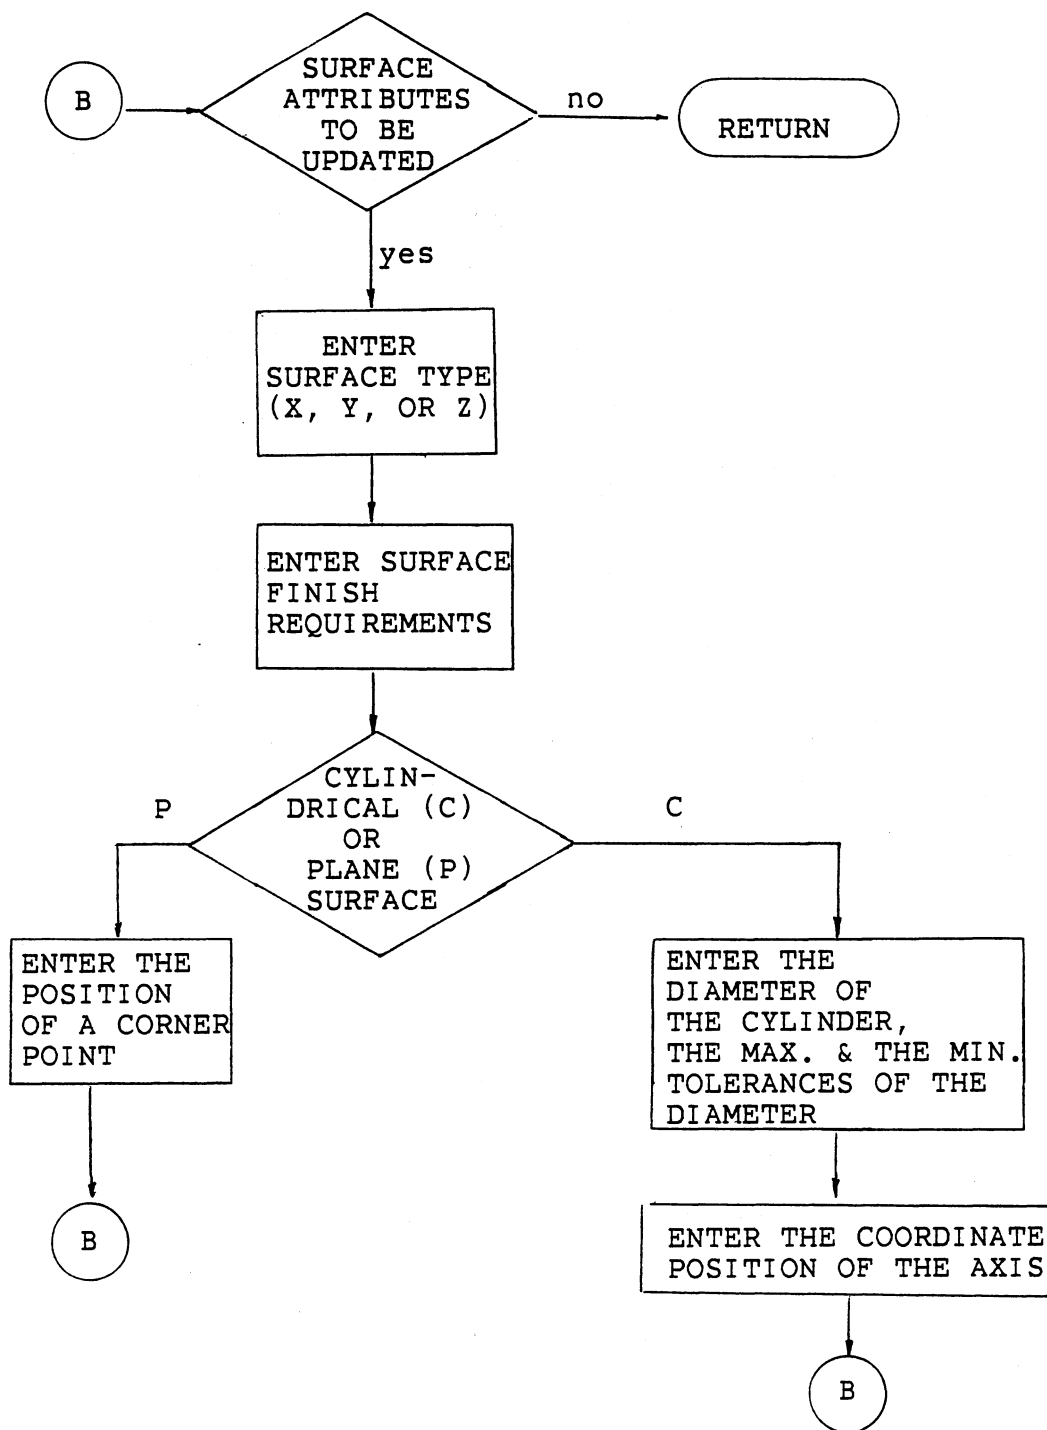 B
SURFACE
ATTRIBUTES
TO BE
UPDATED
no
RETURN
yes
ENTER
SURFACE TYPE
(X, Y, OR Z)
ENTER SURFACE
FINISH
REQUIREMENTS
CYLIN-
DRICAL (C)
OR
PLANE (P)
SURFACE
P
C
ENTER THE
POSITION
OF A CORNER
POINT
B
ENTER THE
DIAMETER OF
THE CYLINDER,
THE MAX. & THE MIN.
TOLERANCES OF THE
DIAMETER
ENTER THE COORDINATE
POSITION OF THE AXIS
B